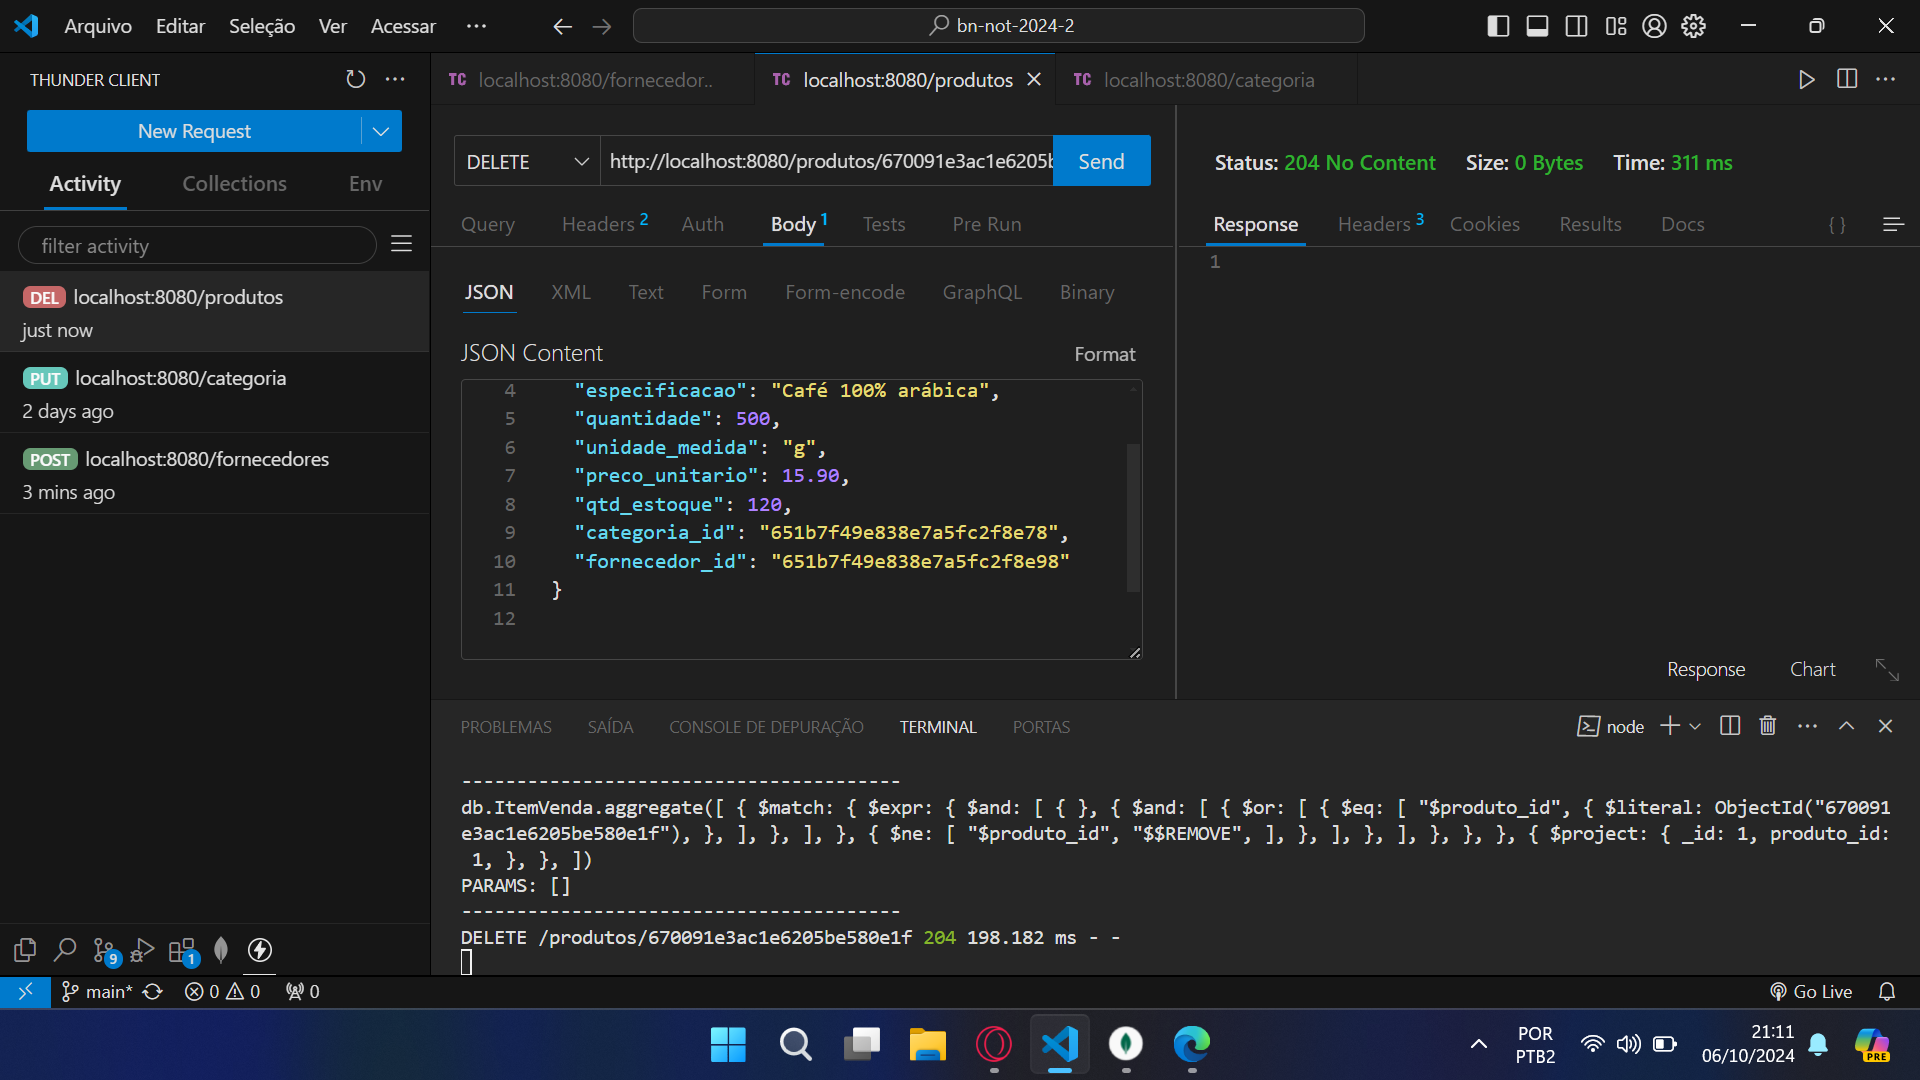 Arquivo Editar Seleção Ver Acessar ··· bn-not-2024-2
THUNDER CLIENT
New Request
Activity Collections Env
filter activity
DEL localhost:8080/produtos
just now
PUT localhost:8080/categoria
2 days ago
POST localhost:8080/fornecedores
3 mins ago
TC localhost:8080/fornecedor..
TC localhost:8080/produtos
TC localhost:8080/categoria
DELETE http://localhost:8080/produtos/670091e3ac1e6205b Send
Query Headers 2 Auth Body 1 Tests Pre Run
JSON XML Text Form Form-encode GraphQL Binary
JSON Content Format
4 "especificacao": "Café 100% arábica",
5 "quantidade": 500,
6 "unidade_medida": "g",
7 "preco_unitario": 15.90,
8 "qtd_estoque": 120,
9 "categoria_id": "651b7f49e838e7a5fc2f8e78",
10 "fornecedor_id": "651b7f49e838e7a5fc2f8e98"
11 }
12
Status: 204 No Content Size: 0 Bytes Time: 311 ms
Response Headers 3 Cookies Results Docs { }
1
Response Chart
PROBLEMAS SAÍDA CONSOLE DE DEPURAÇÃO TERMINAL PORTAS
node
----------------------------------------
db.ItemVenda.aggregate([ { $match: { $expr: { $and: [ { }, { $and: [ { $or: [ { $eq: [ "$produto_id", { $literal: ObjectId("670091
e3ac1e6205be580e1f"), }, ], }, ], }, { $ne: [ "$produto_id", "$$REMOVE", ], }, ], }, ], }, }, }, { $project: { _id: 1, produto_id:
1, }, }, ])
PARAMS: []
----------------------------------------
DELETE /produtos/670091e3ac1e6205be580e1f 204 198.182 ms - -
9 1
main* 0 0 0 Go Live
POR
PTB2
21:11
06/10/2024
PRE